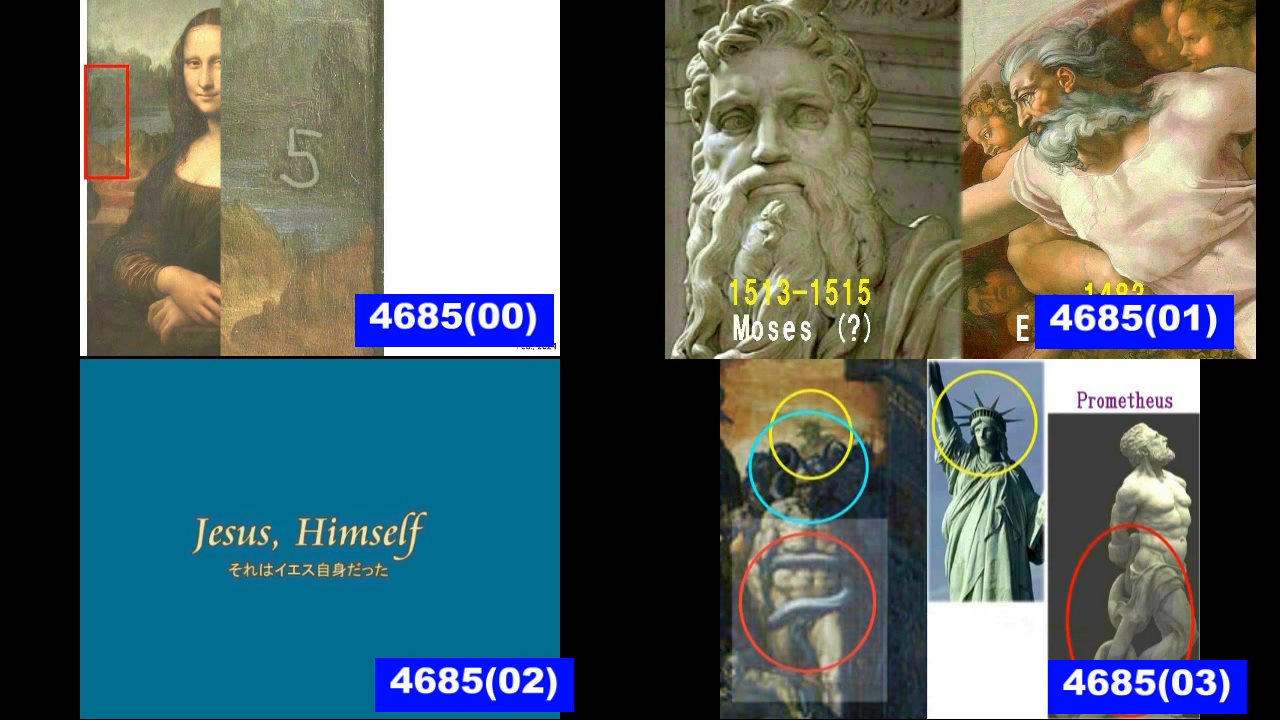 5
4685(00)
1513-1515
Moses (?)
1492
E
4685(01)
Jesus, Himself
それはイエス自身だった
4685(02)
Prometheus
4685(03)